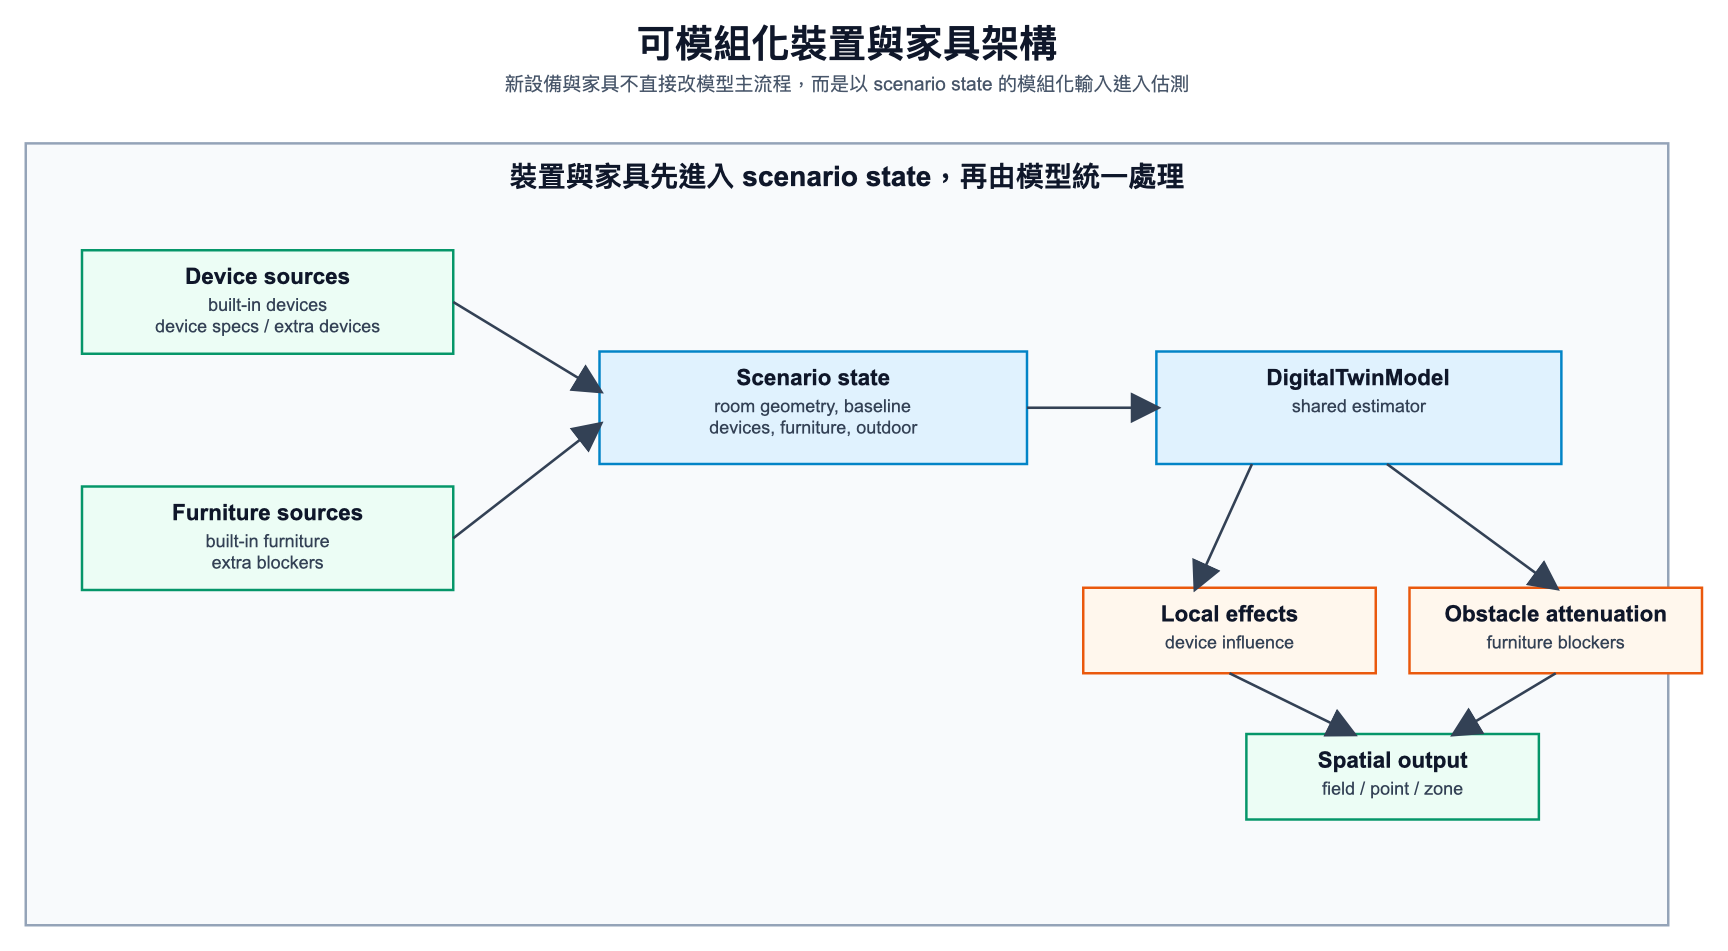 可模組化裝置與家具架構
新設備與家具不直接改模型主流程，而是以 scenario state 的模組化輸入進入估測
裝置與家具先進入 scenario state，再由模型統一處理
Device sources
built-in devices
device specs / extra devices
Furniture sources
built-in furniture
extra blockers
Scenario state
room geometry, baseline
devices, furniture, outdoor
DigitalTwinModel
shared estimator
Local effects
device influence
Obstacle attenuation
furniture blockers
Spatial output
field / point / zone